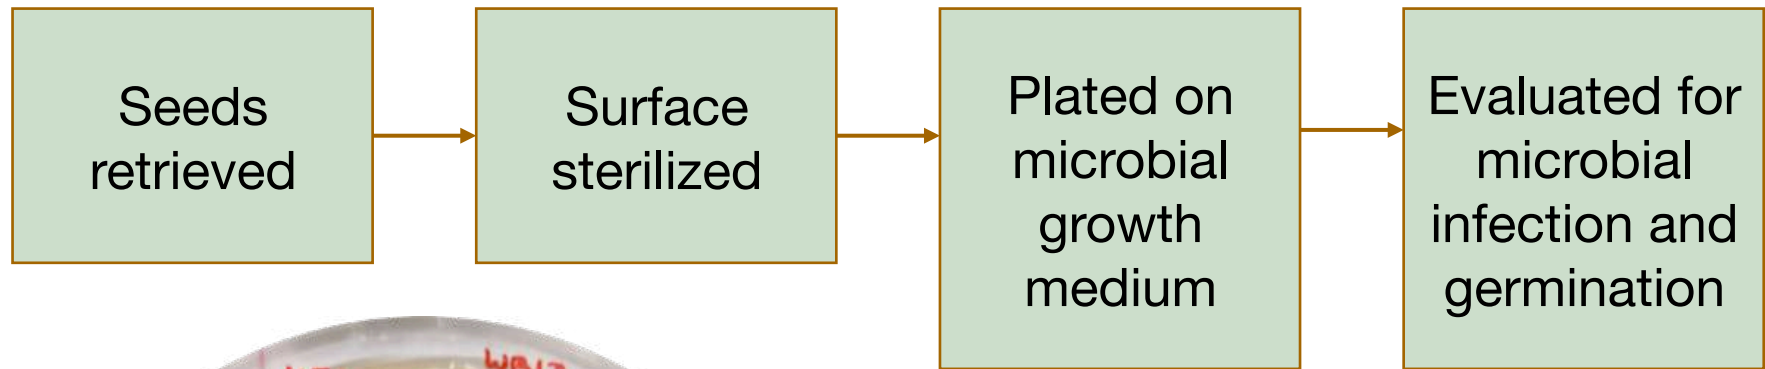 Seeds
retrieved
Surface
sterilized
Plated on
microbial
growth
medium
Evaluated for
microbial
infection and
germination